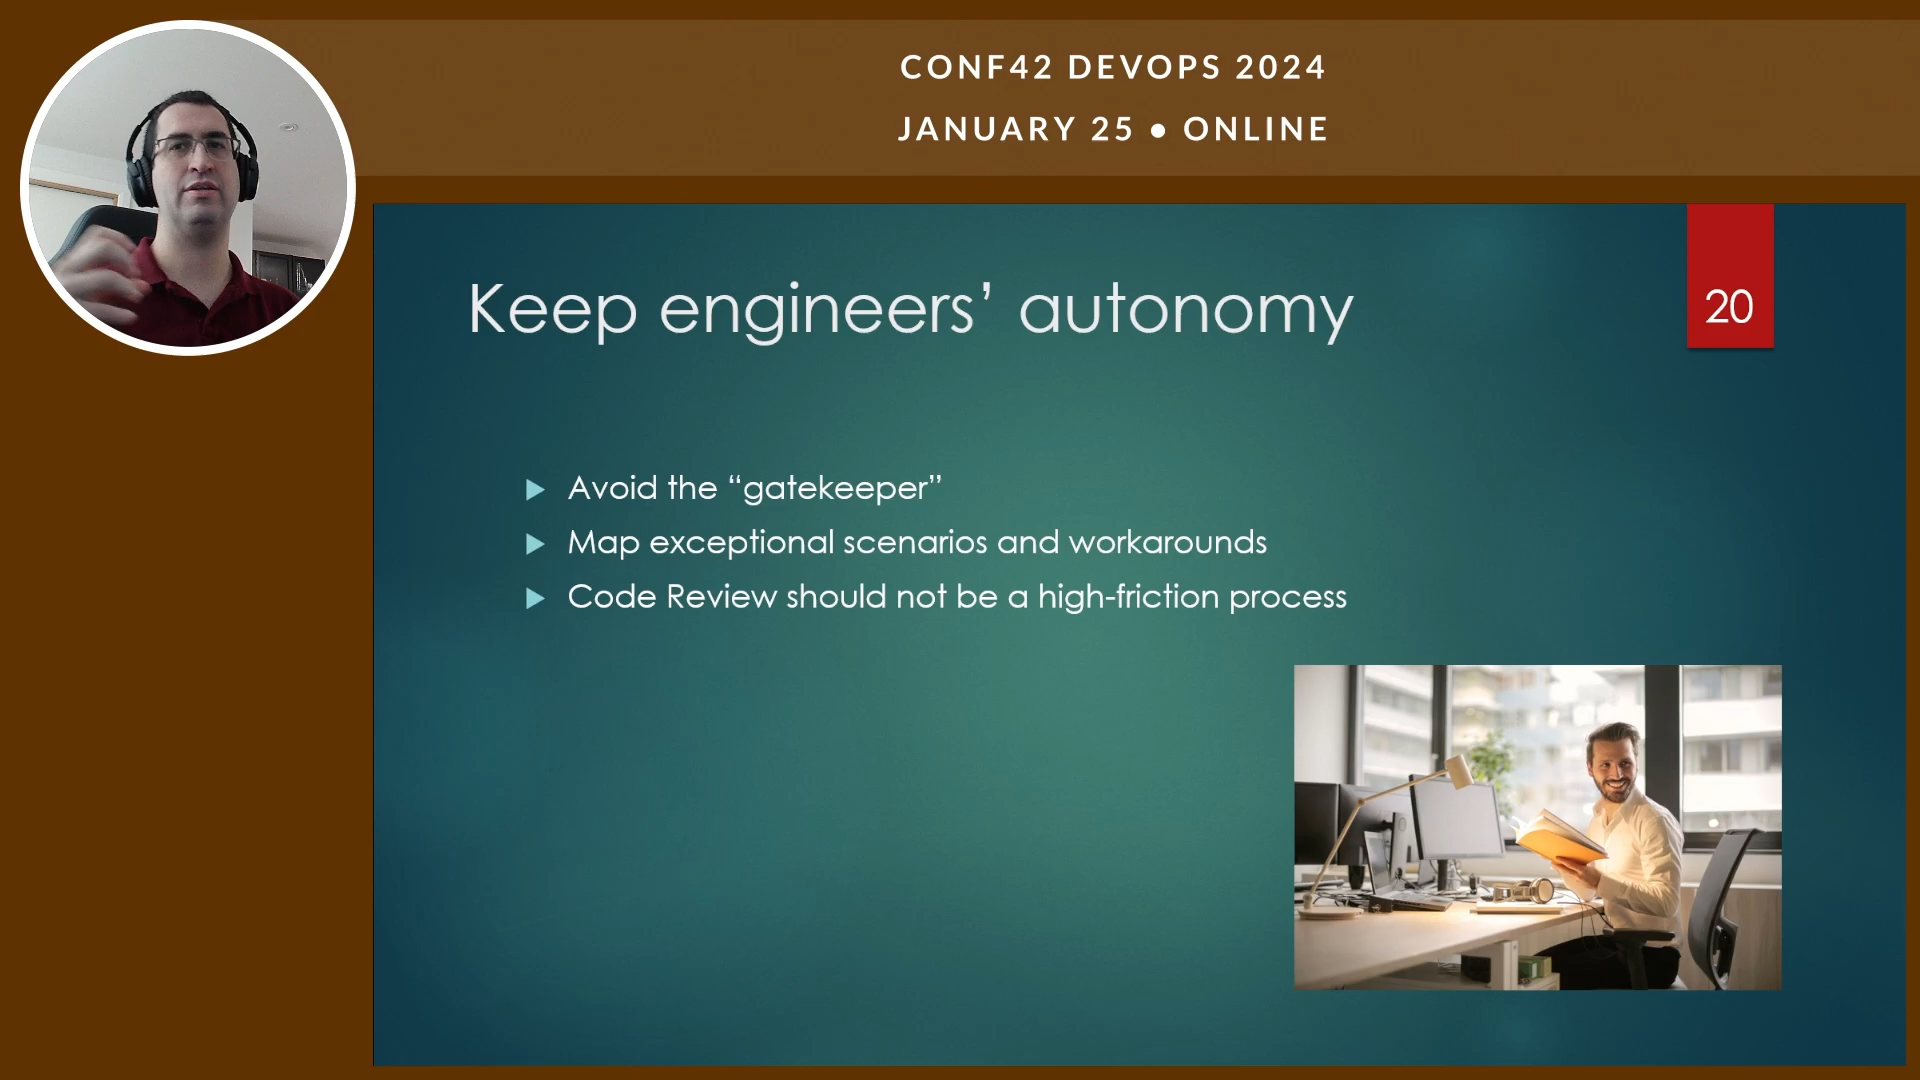 CONF42 DEVOPS 2024
JANUARY 25 • ONLINE
Keep engineers’ autonomy
20
Avoid the “gatekeeper”
Map exceptional scenarios and workarounds
Code Review should not be a high-friction process